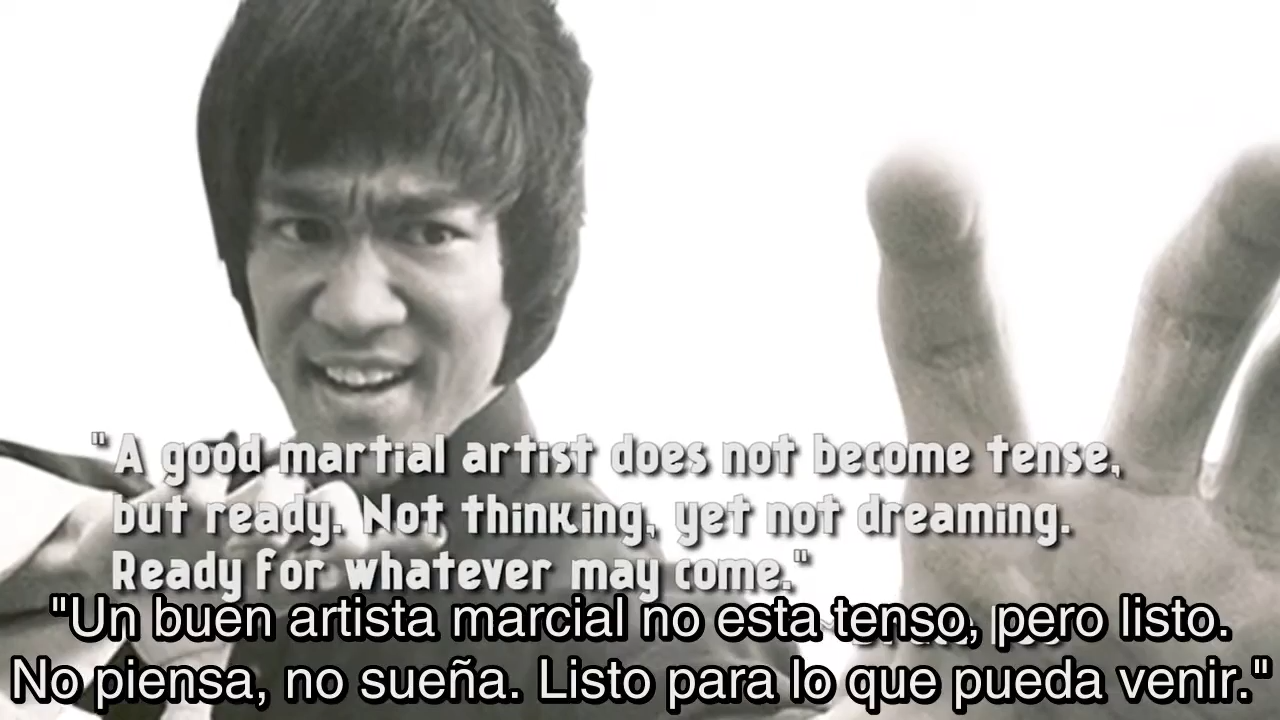 "A good martial artist does not become tense,
but ready. Not thinking, yet not dreaming.
Ready for whatever may come."
"Un buen artista marcial no esta tenso, pero listo.
No piensa, no sueña. Listo para lo que pueda venir."